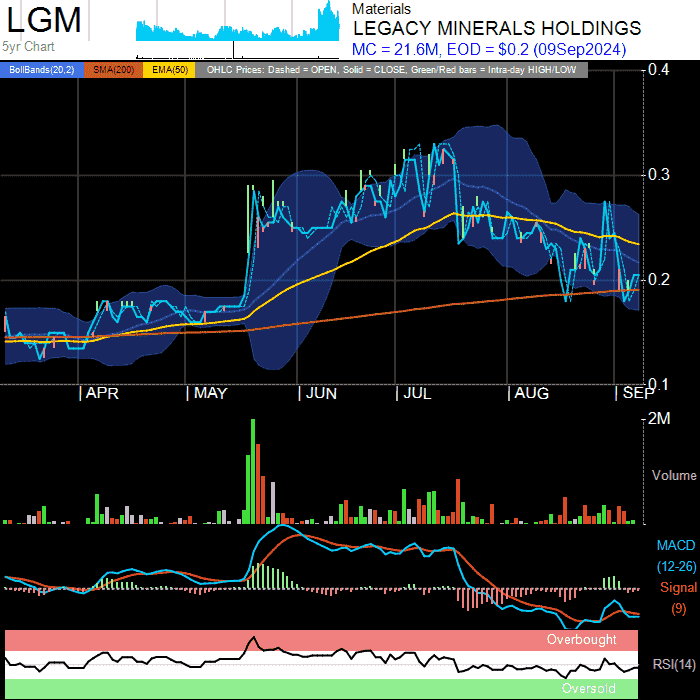 LGM
5yr Chart
Materials
LEGACY MINERALS HOLDINGS
MC = 21.6M, EOD = $0.2 (09Sep2024)
BollBands(20,2) SMA(200) EMA(50) OHLC Prices: Dashed = OPEN, Solid = CLOSE, Green/Red bars = Intra-day HIGH/LOW
0.4
0.3
0.2
0.1
APR MAY JUN JUL AUG SEP
2M
Volume
MACD
(12-26)
Signal
(9)
Overbought
RSI(14)
Oversold